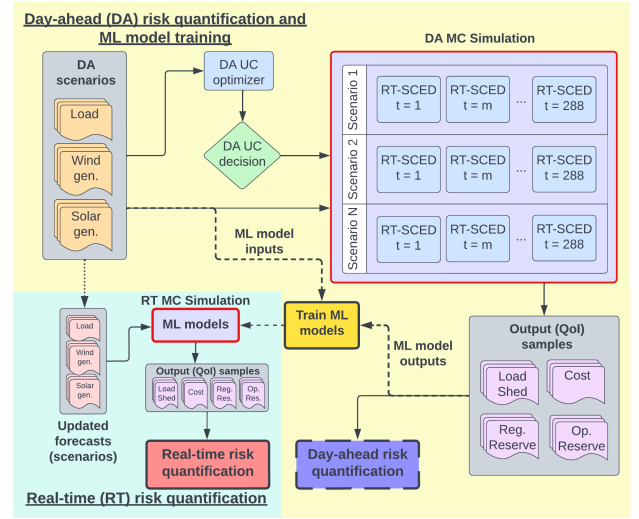 Day-ahead (DA) risk quantification and
ML model training
DA
scenarios
Load
Wind
gen.
Solar
gen.
DA UC
optimizer
DA UC
decision
ML model
inputs
DA MC Simulation
Scenario 1
RT-SCED
t = 1
RT-SCED
t = m
...
RT-SCED
t = 288
Scenario 2
RT-SCED
t = 1
RT-SCED
t = m
...
RT-SCED
t = 288
Scenario N
RT-SCED
t = 1
RT-SCED
t = m
...
RT-SCED
t = 288
RT MC Simulation
Load
Wind
gen.
Solar
gen.
Updated
forecasts
(scenarios)
ML models
Train ML
models
ML model
outputs
Output (QoI)
samples
Load
Shed
Cost
Reg.
Reserve
Op.
Reserve
Output (QoI) samples
Load
Shed
Cost
Reg.
Res.
Op.
Res.
Real-time risk
quantification
Day-ahead risk
quantification
Real-time (RT) risk quantification